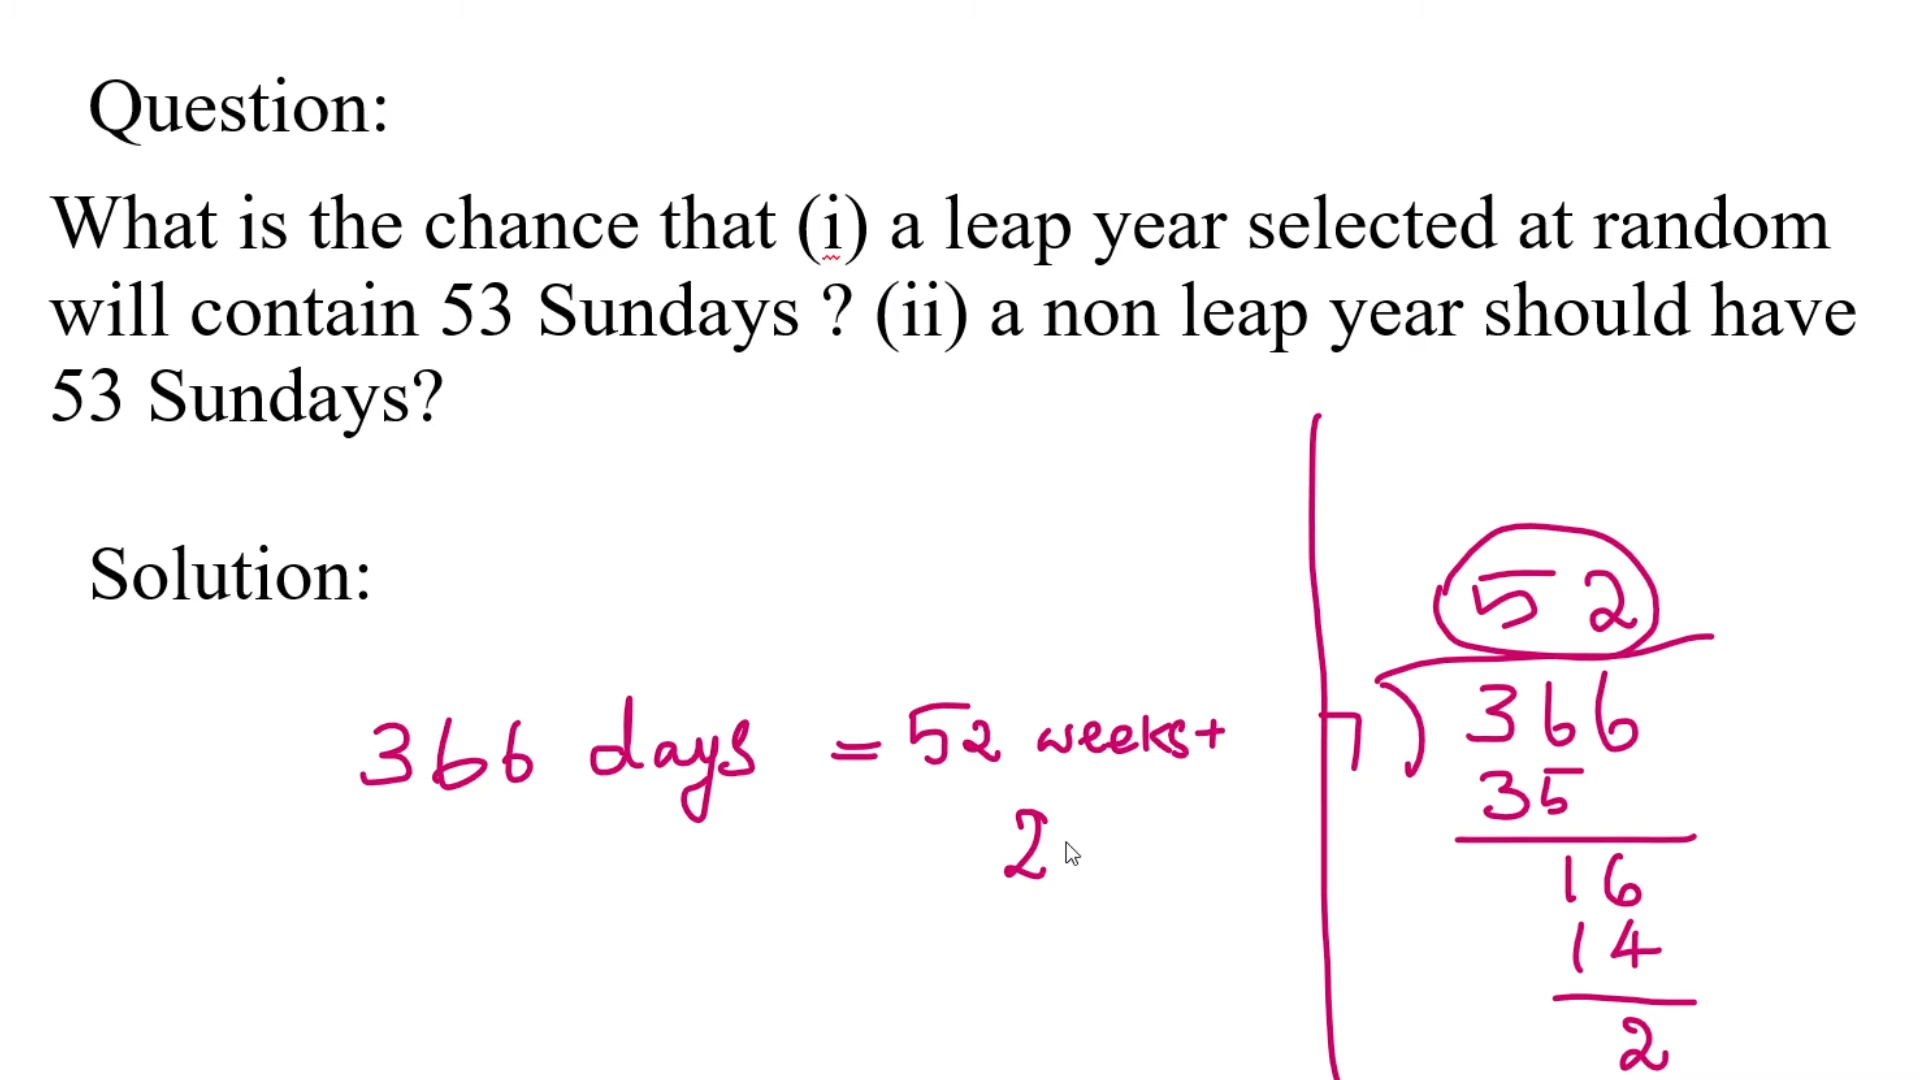 Question:
What is the chance that (i) a leap year selected at random
will contain 53 Sundays ? (ii) a non leap year should have
53 Sundays?
Solution:
366 days = 52 weeks+
2
52
7) 366
35
16
14
2